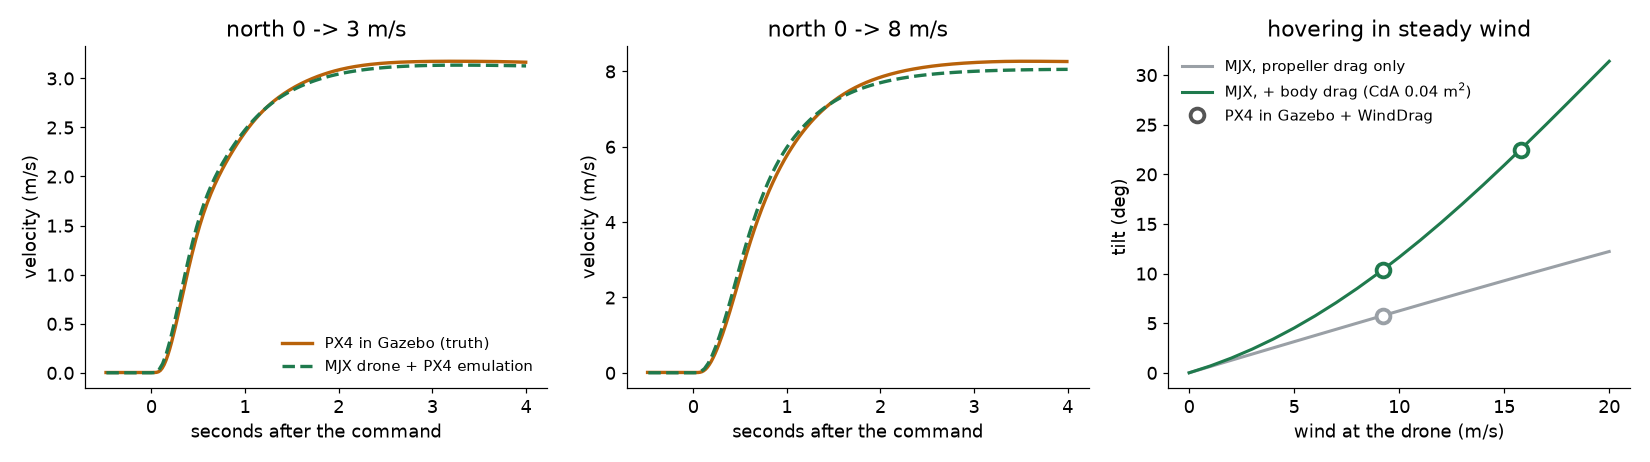 north 0 -> 3 m/s
velocity (m/s)
3.0
2.5
2.0
1.5
1.0
0.5
0.0
PX4 in Gazebo (truth)
MJX drone + PX4 emulation
0 1 2 3 4
seconds after the command
north 0 -> 8 m/s
velocity (m/s)
8
6
4
2
0
0 1 2 3 4
seconds after the command
hovering in steady wind
tilt (deg)
30
25
20
15
10
5
0
MJX, propeller drag only
MJX, + body drag (CdA 0.04 m²)
PX4 in Gazebo + WindDrag
0 5 10 15 20
wind at the drone (m/s)